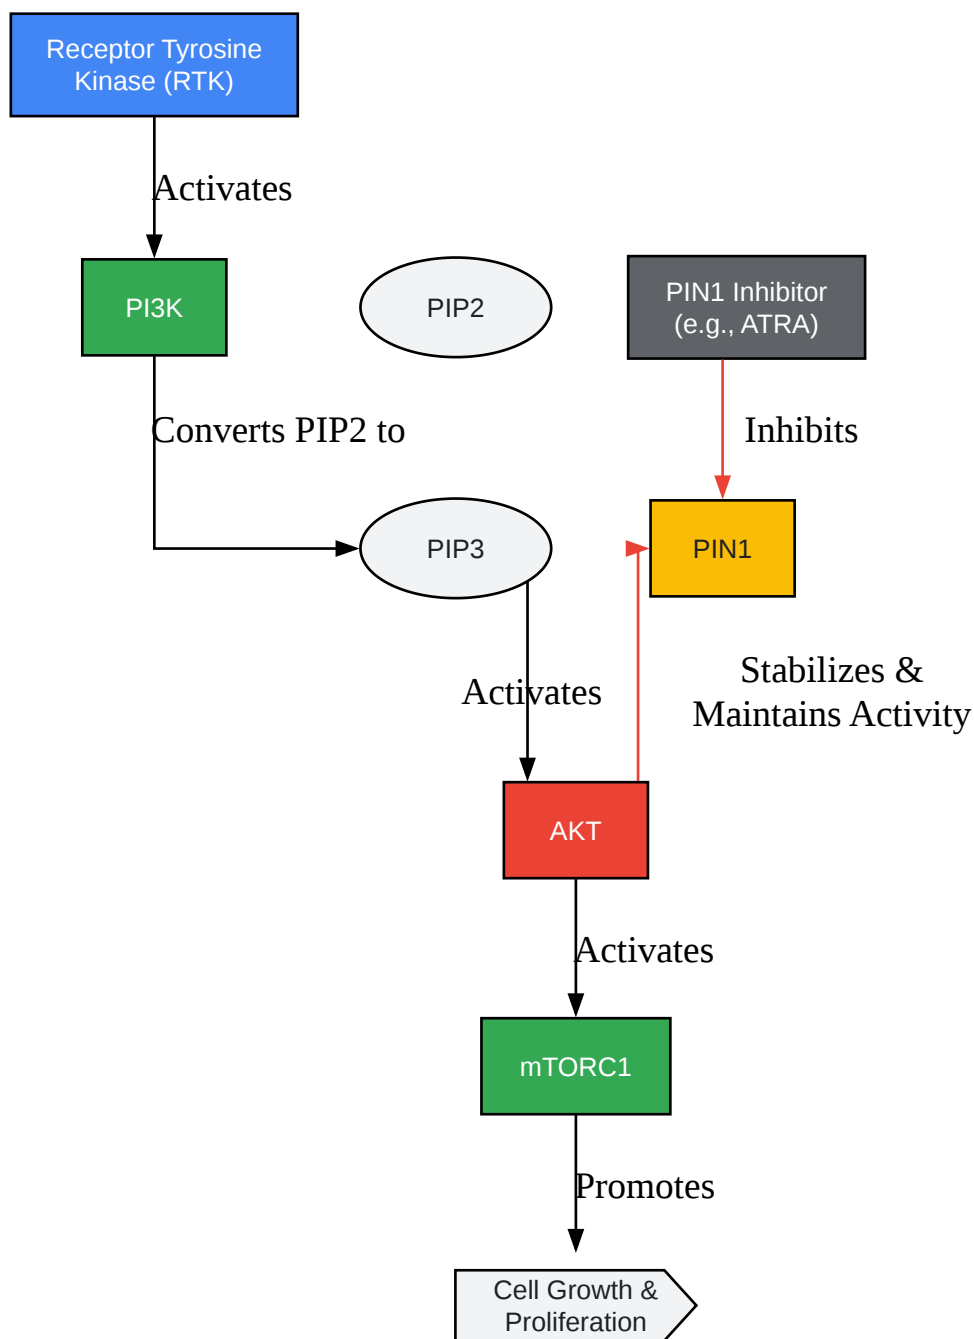 Receptor Tyrosine
Kinase (RTK)
Activates
PI3K
PIP2
PIN1 Inhibitor
(e.g., ATRA)
Converts PIP2 to
Inhibits
PIP3
PIN1
Activates
Stabilizes &
Maintains Activity
AKT
Activates
mTORC1
Promotes
Cell Growth &
Proliferation